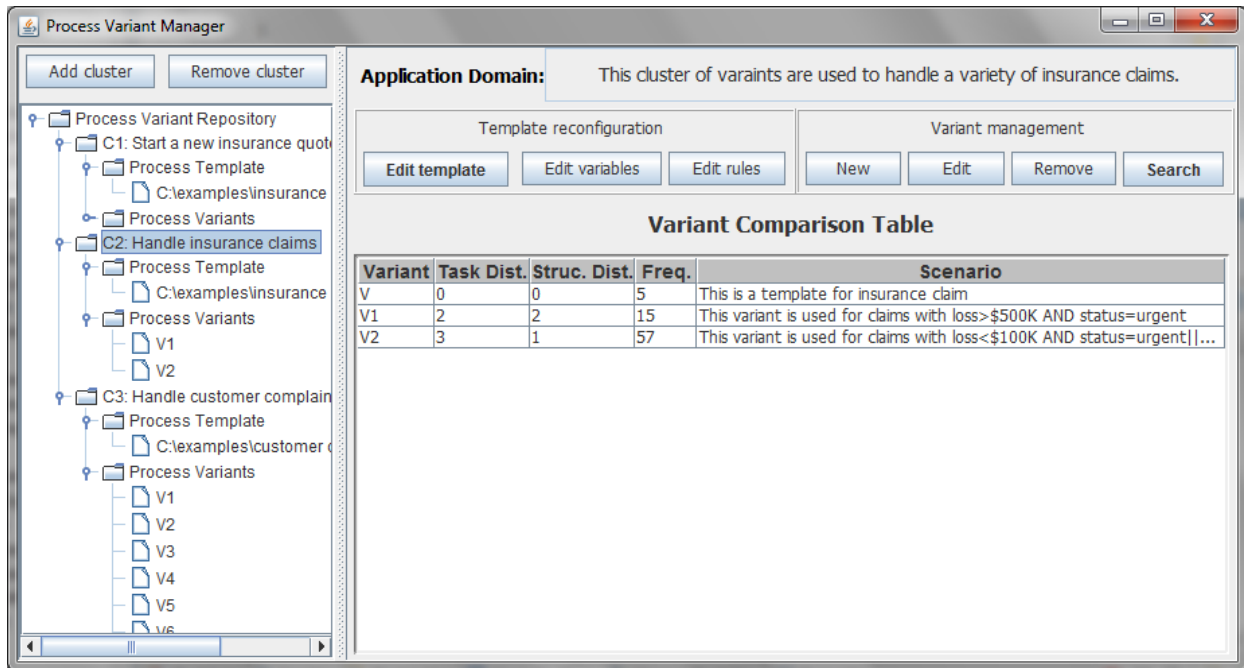 Process Variant Manager
Add cluster
Remove cluster
Process Variant Repository
C1: Start a new insurance quot
Process Template
C:\examples\insurance
Process Variants
C2: Handle insurance claims
Process Template
C:\examples\insurance
Process Variants
V1
V2
C3: Handle customer complain
Process Template
C:\examples\customer
Process Variants
V1
V2
V3
V4
V5
V6
Application Domain: This cluster of varaints are used to handle a variety of insurance claims.
Template reconfiguration
Edit template Edit variables Edit rules
Variant management
New Edit Remove Search
Variant Comparison Table
Variant Task Dist. Struc. Dist. Freq. Scenario
V 0 0 5 This is a template for insurance claim
V1 2 2 15 This variant is used for claims with loss>$500K AND status=urgent
V2 3 1 57 This variant is used for claims with loss<$100K AND status=urgent||...